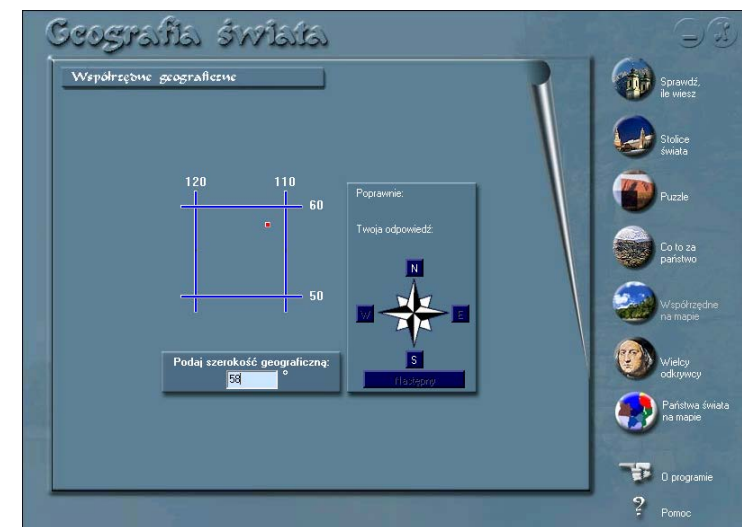 Geografia świata
Współrzędne geograficzne
120 110
60
50
Poprawnie:
Twoja odpowiedź:
N
W E
S
Następny
Podaj szerokość geograficzną:
58 °
Sprawdź,
ile wiesz
Stolice
świata
Puzzle
Co to za
państwo
Współrzędne
na mapie
Wielcy
odkrywcy
Państwa świata
na mapie
O programie
? Pomoc